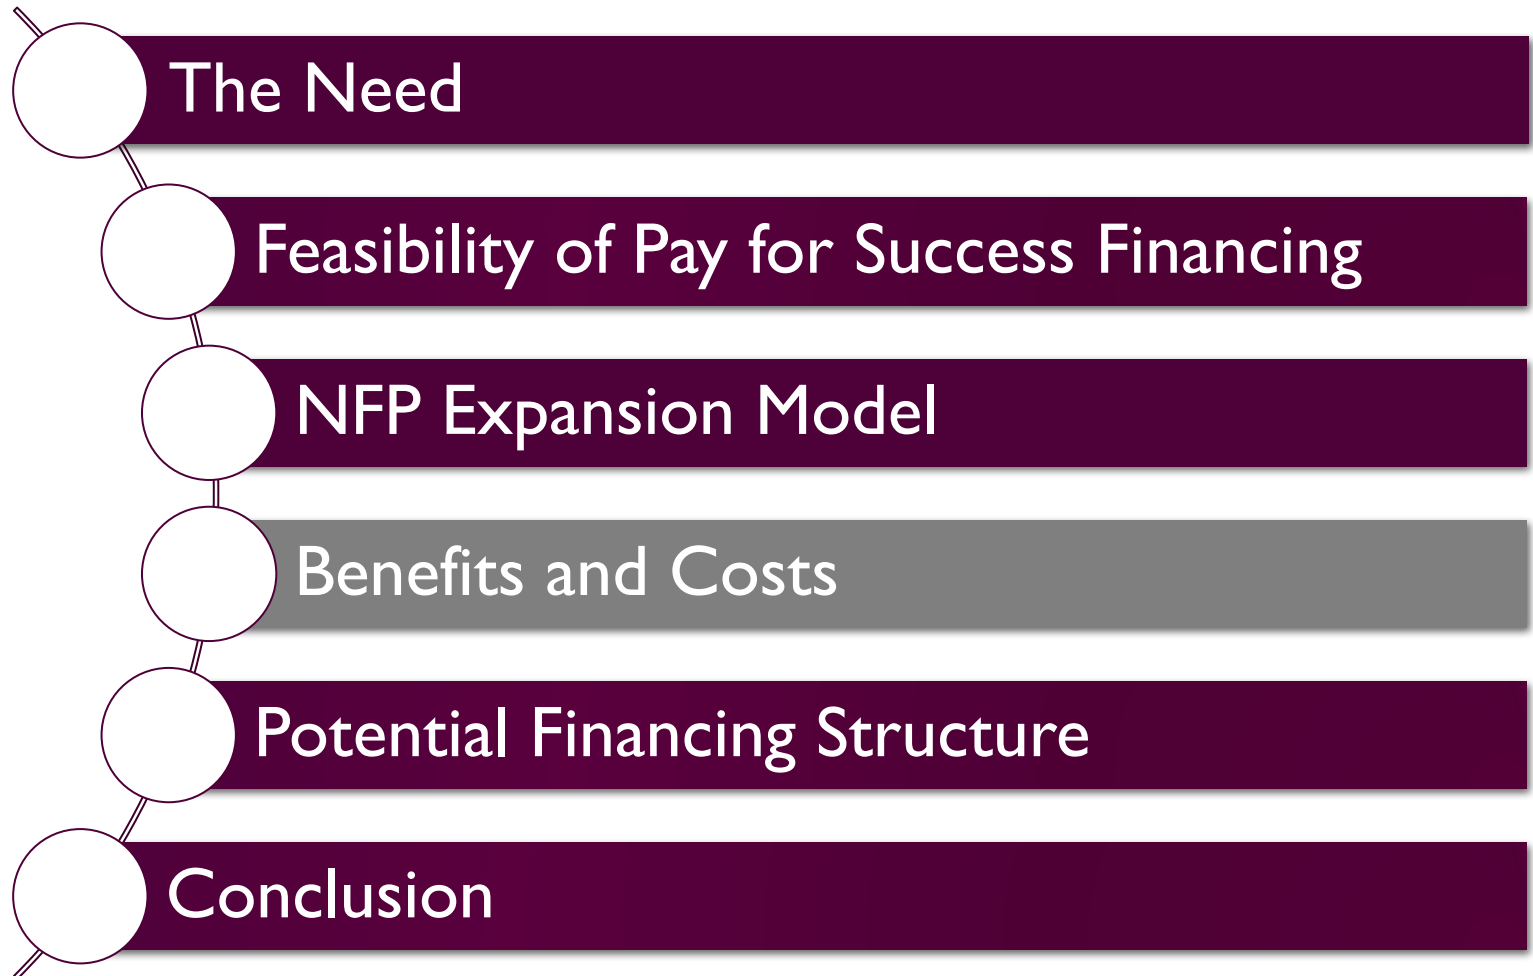 The Need
Feasibility of Pay for Success Financing
NFP Expansion Model
Benefits and Costs
Potential Financing Structure
Conclusion